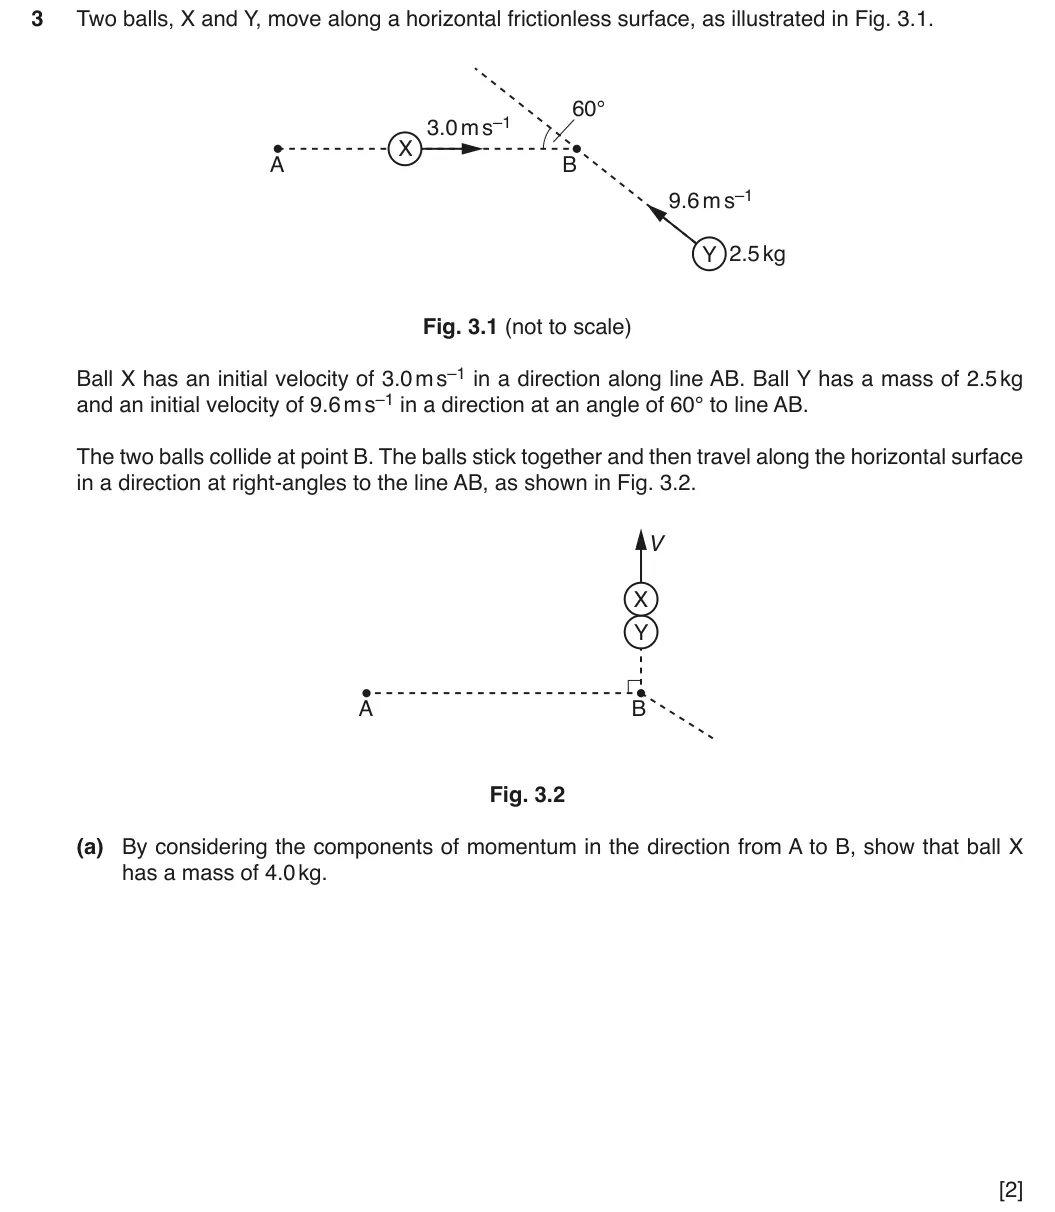 3 Two balls, X and Y, move along a horizontal frictionless surface, as illustrated in Fig. 3.1.
60°
3.0 m s⁻¹
X
A
B
9.6 m s⁻¹
Y 2.5 kg
Fig. 3.1 (not to scale)
Ball X has an initial velocity of 3.0 m s⁻¹ in a direction along line AB. Ball Y has a mass of 2.5 kg
and an initial velocity of 9.6 m s⁻¹ in a direction at an angle of 60° to line AB.
The two balls collide at point B. The balls stick together and then travel along the horizontal surface
in a direction at right-angles to the line AB, as shown in Fig. 3.2.
V
X
Y
A
B
Fig. 3.2
(a) By considering the components of momentum in the direction from A to B, show that ball X
has a mass of 4.0 kg.
[2]